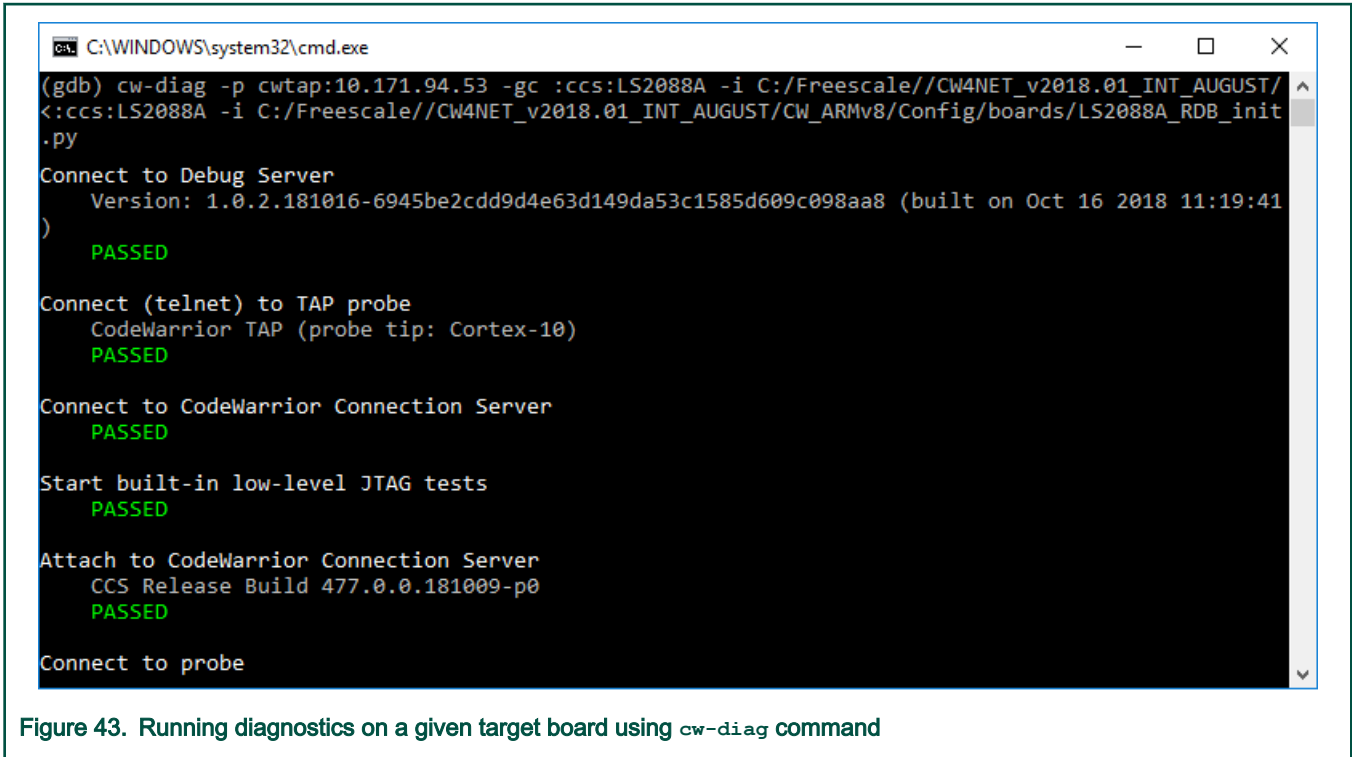 C:\WINDOWS\system32\cmd.exe
(gdb) cw-diag -p cwtap:10.171.94.53 -gc :ccs:LS2088A -i C:/Freescale//CW4NET_v2018.01_INT_AUGUST/
<:ccs:LS2088A -i C:/Freescale//CW4NET_v2018.01_INT_AUGUST/CW_ARMv8/Config/boards/LS2088A_RDB_init
.py
Connect to Debug Server
Version: 1.0.2.181016-6945be2cdd9d4e63d149da53c1585d609c098aa8 (built on Oct 16 2018 11:19:41
)
PASSED
Connect (telnet) to TAP probe
CodeWarrior TAP (probe tip: Cortex-10)
PASSED
Connect to CodeWarrior Connection Server
PASSED
Start built-in low-level JTAG tests
PASSED
Attach to CodeWarrior Connection Server
CCS Release Build 477.0.0.181009-p0
PASSED
Connect to probe
Figure 43. Running diagnostics on a given target board using cw-diag command